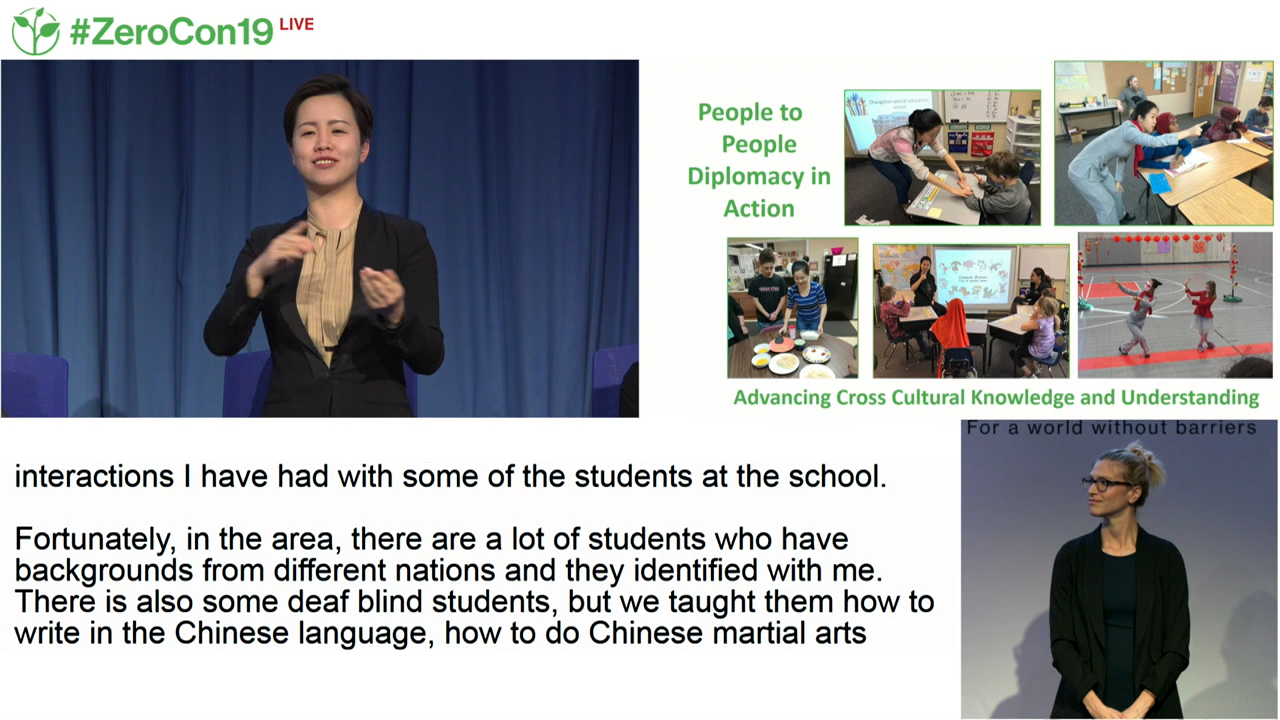 #ZeroCon19 LIVE
People to
People
Diplomacy in
Action
Advancing Cross Cultural Knowledge and Understanding
For a world without barriers
interactions I have had with some of the students at the school.
Fortunately, in the area, there are a lot of students who have
backgrounds from different nations and they identified with me.
There is also some deaf blind students, but we taught them how to
write in the Chinese language, how to do Chinese martial arts